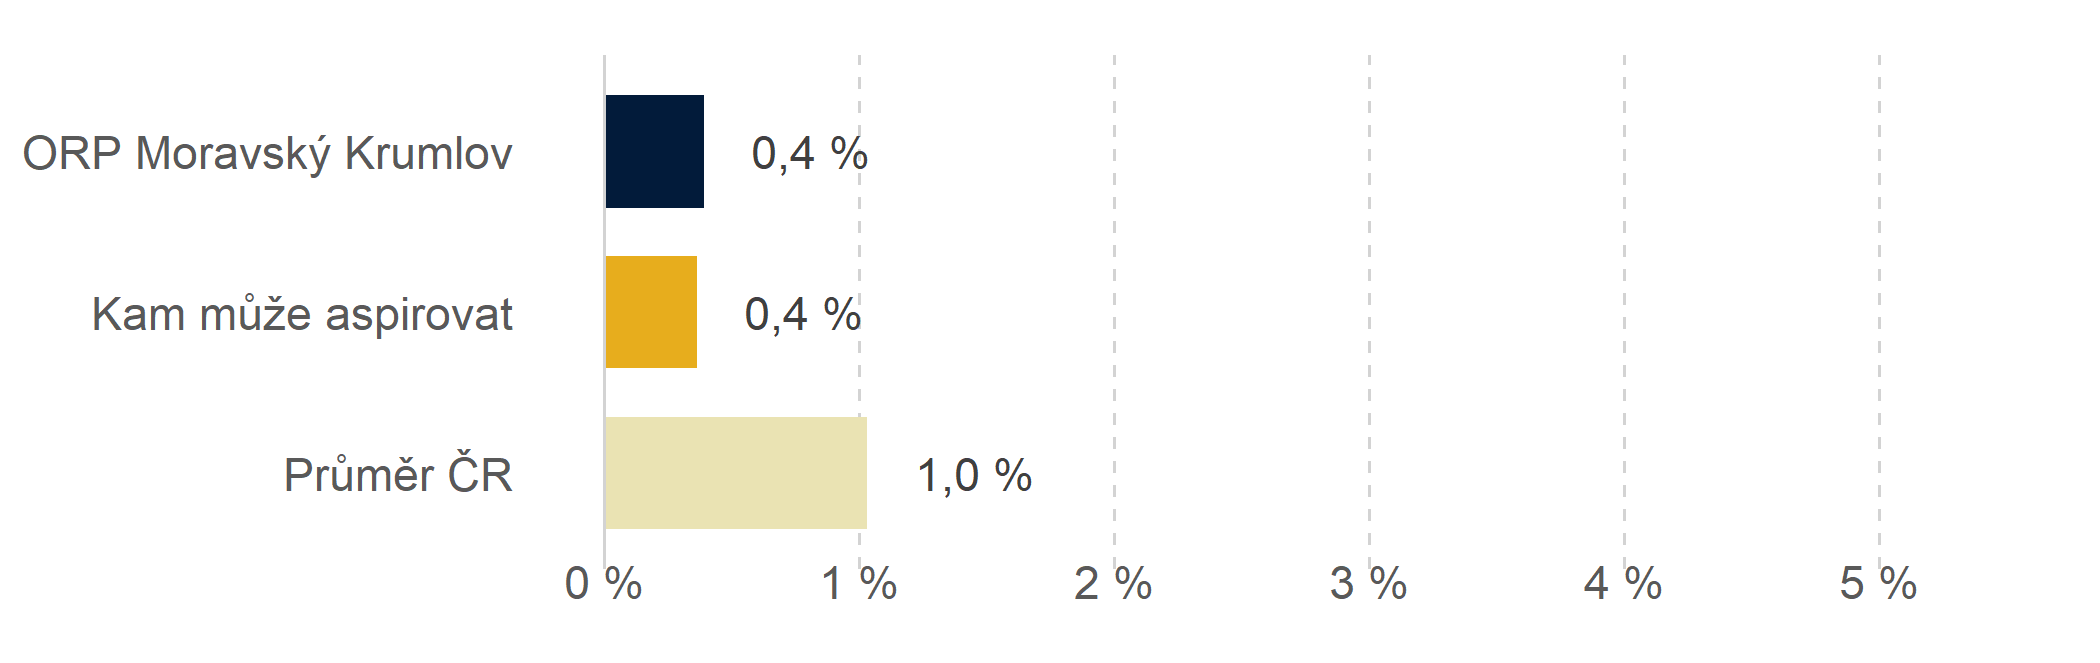 ORP Moravský Krumlov 0,4 %
Kam může aspirovat 0,4 %
Průměr ČR 1,0 %
0 % 1 % 2 % 3 % 4 % 5 %